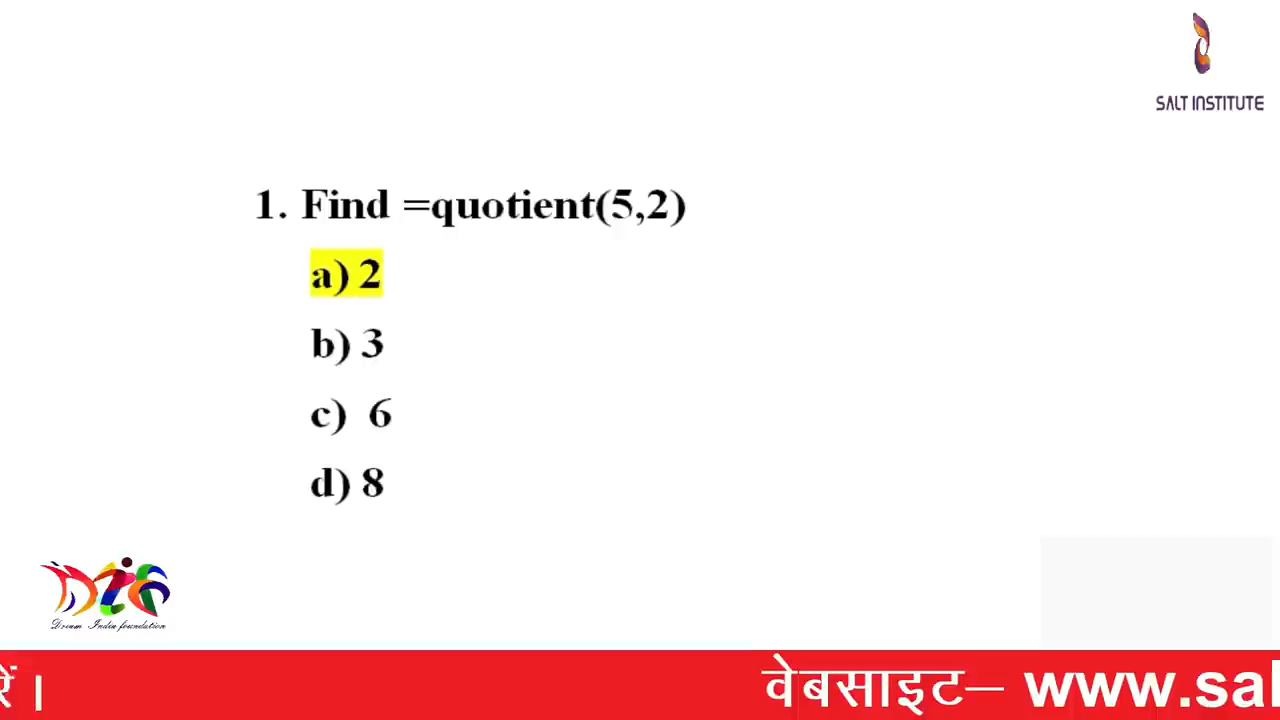 SALT INSTITUTE
1. Find =quotient(5,2)
a) 2
b) 3
c) 6
d) 8
Dream India foundation
रें । वेबसाइट– www.sal